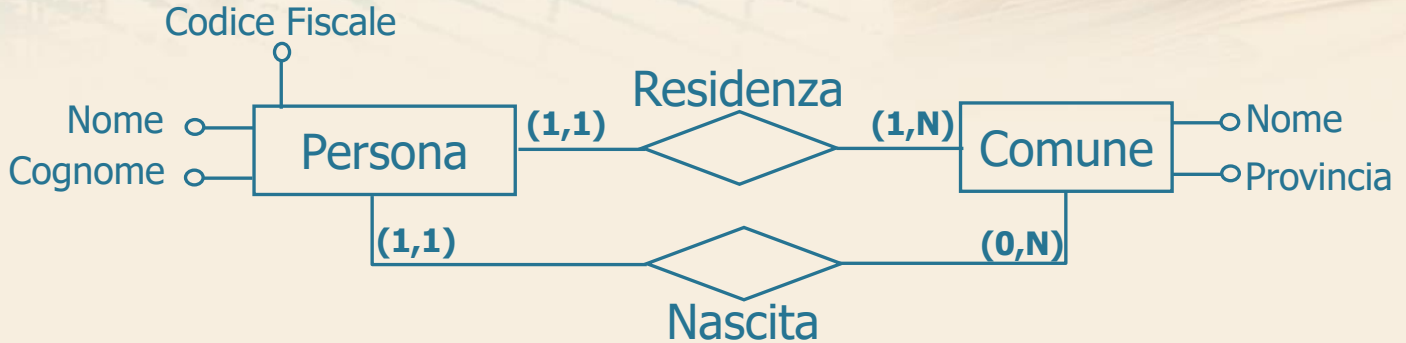 Codice Fiscale
Nome
Cognome
Persona
(1,1)
Residenza
(1,N)
Comune
Nome
Provincia
(1,1)
(0,N)
Nascita